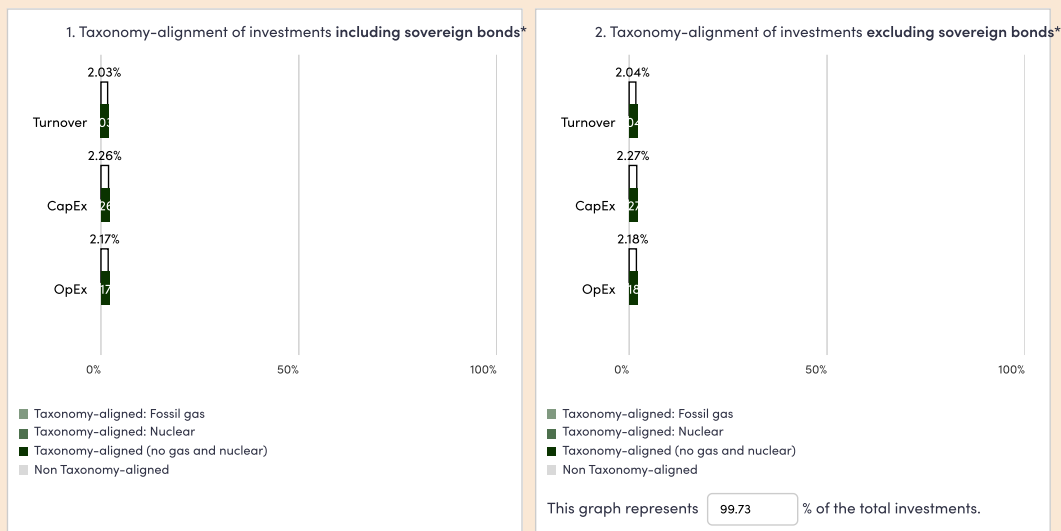 1. Taxonomy-alignment of investments including sovereign bonds*
2.03%
Turnover
2.26%
CapEx
2.17%
OpEx
0% 50% 100%
Taxonomy-aligned: Fossil gas
Taxonomy-aligned: Nuclear
Taxonomy-aligned (no gas and nuclear)
Non Taxonomy-aligned
2. Taxonomy-alignment of investments excluding sovereign bonds*
2.04%
Turnover
2.27%
CapEx
2.18%
OpEx
0% 50% 100%
Taxonomy-aligned: Fossil gas
Taxonomy-aligned: Nuclear
Taxonomy-aligned (no gas and nuclear)
Non Taxonomy-aligned
This graph represents 99.73 % of the total investments.